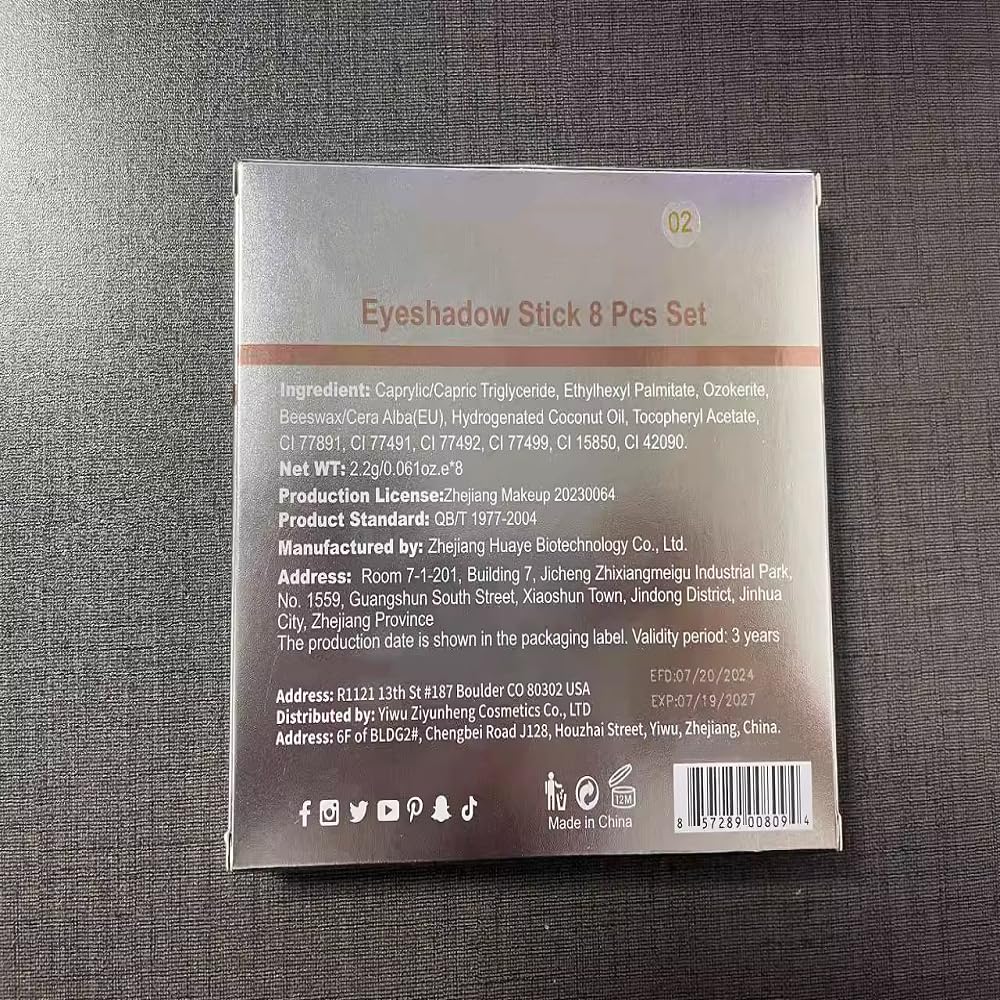 02
Eyeshadow Stick 8 Pcs Set
Ingredient: Caprylic/Capric Triglyceride, Ethylhexyl Palmitate, Ozokerite,
Beeswax/Cera Alba(EU), Hydrogenated Coconut Oil, Tocopheryl Acetate,
CI 77891, CI 77491, CI 77492, CI 77499, CI 15850, CI 42090.
Net WT: 2.2g/0.061oz.e*8
Production License:Zhejiang Makeup 20230064
Product Standard: QB/T 1977-2004
Manufactured by: Zhejiang Huaye Biotechnology Co., Ltd.
Address: Room 7-1-201, Building 7, Jicheng Zhixiangmeigu Industrial Park,
No. 1559, Guangshun South Street, Xiaoshun Town, Jindong District, Jinhua
City, Zhejiang Province
The production date is shown in the packaging label. Validity period: 3 years
EFD:07/20/2024
EXP:07/19/2027
Address: R1121 13th St #187 Boulder CO 80302 USA
Distributed by: Yiwu Ziyunheng Cosmetics Co., LTD
Address: 6F of BLDG2#, Chengbei Road J128, Houzhai Street, Yiwu, Zhejiang, China.
12M
Made in China
8 57289 00809 4